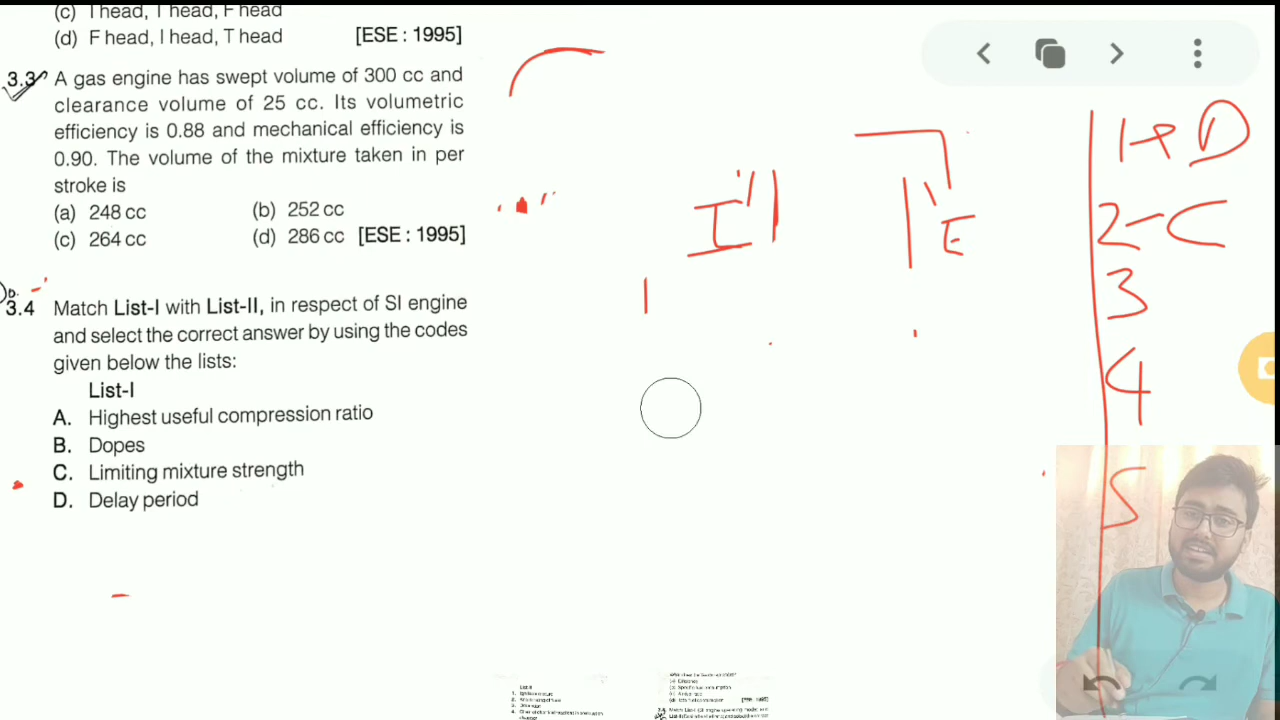 (c) I head, T head, F head
(d) F head, I head, T head [ESE : 1995]
3.3 A gas engine has swept volume of 300 cc and
clearance volume of 25 cc. Its volumetric
efficiency is 0.88 and mechanical efficiency is
0.90. The volume of the mixture taken in per
stroke is
(a) 248 cc (b) 252 cc
(c) 264 cc (d) 286 cc [ESE : 1995]
3.4 Match List-I with List-II, in respect of SI engine
and select the correct answer by using the codes
given below the lists:
List-I
A. Highest useful compression ratio
B. Dopes
C. Limiting mixture strength
D. Delay period
I
E
1 → D
2 - C
3
4
5
List-II